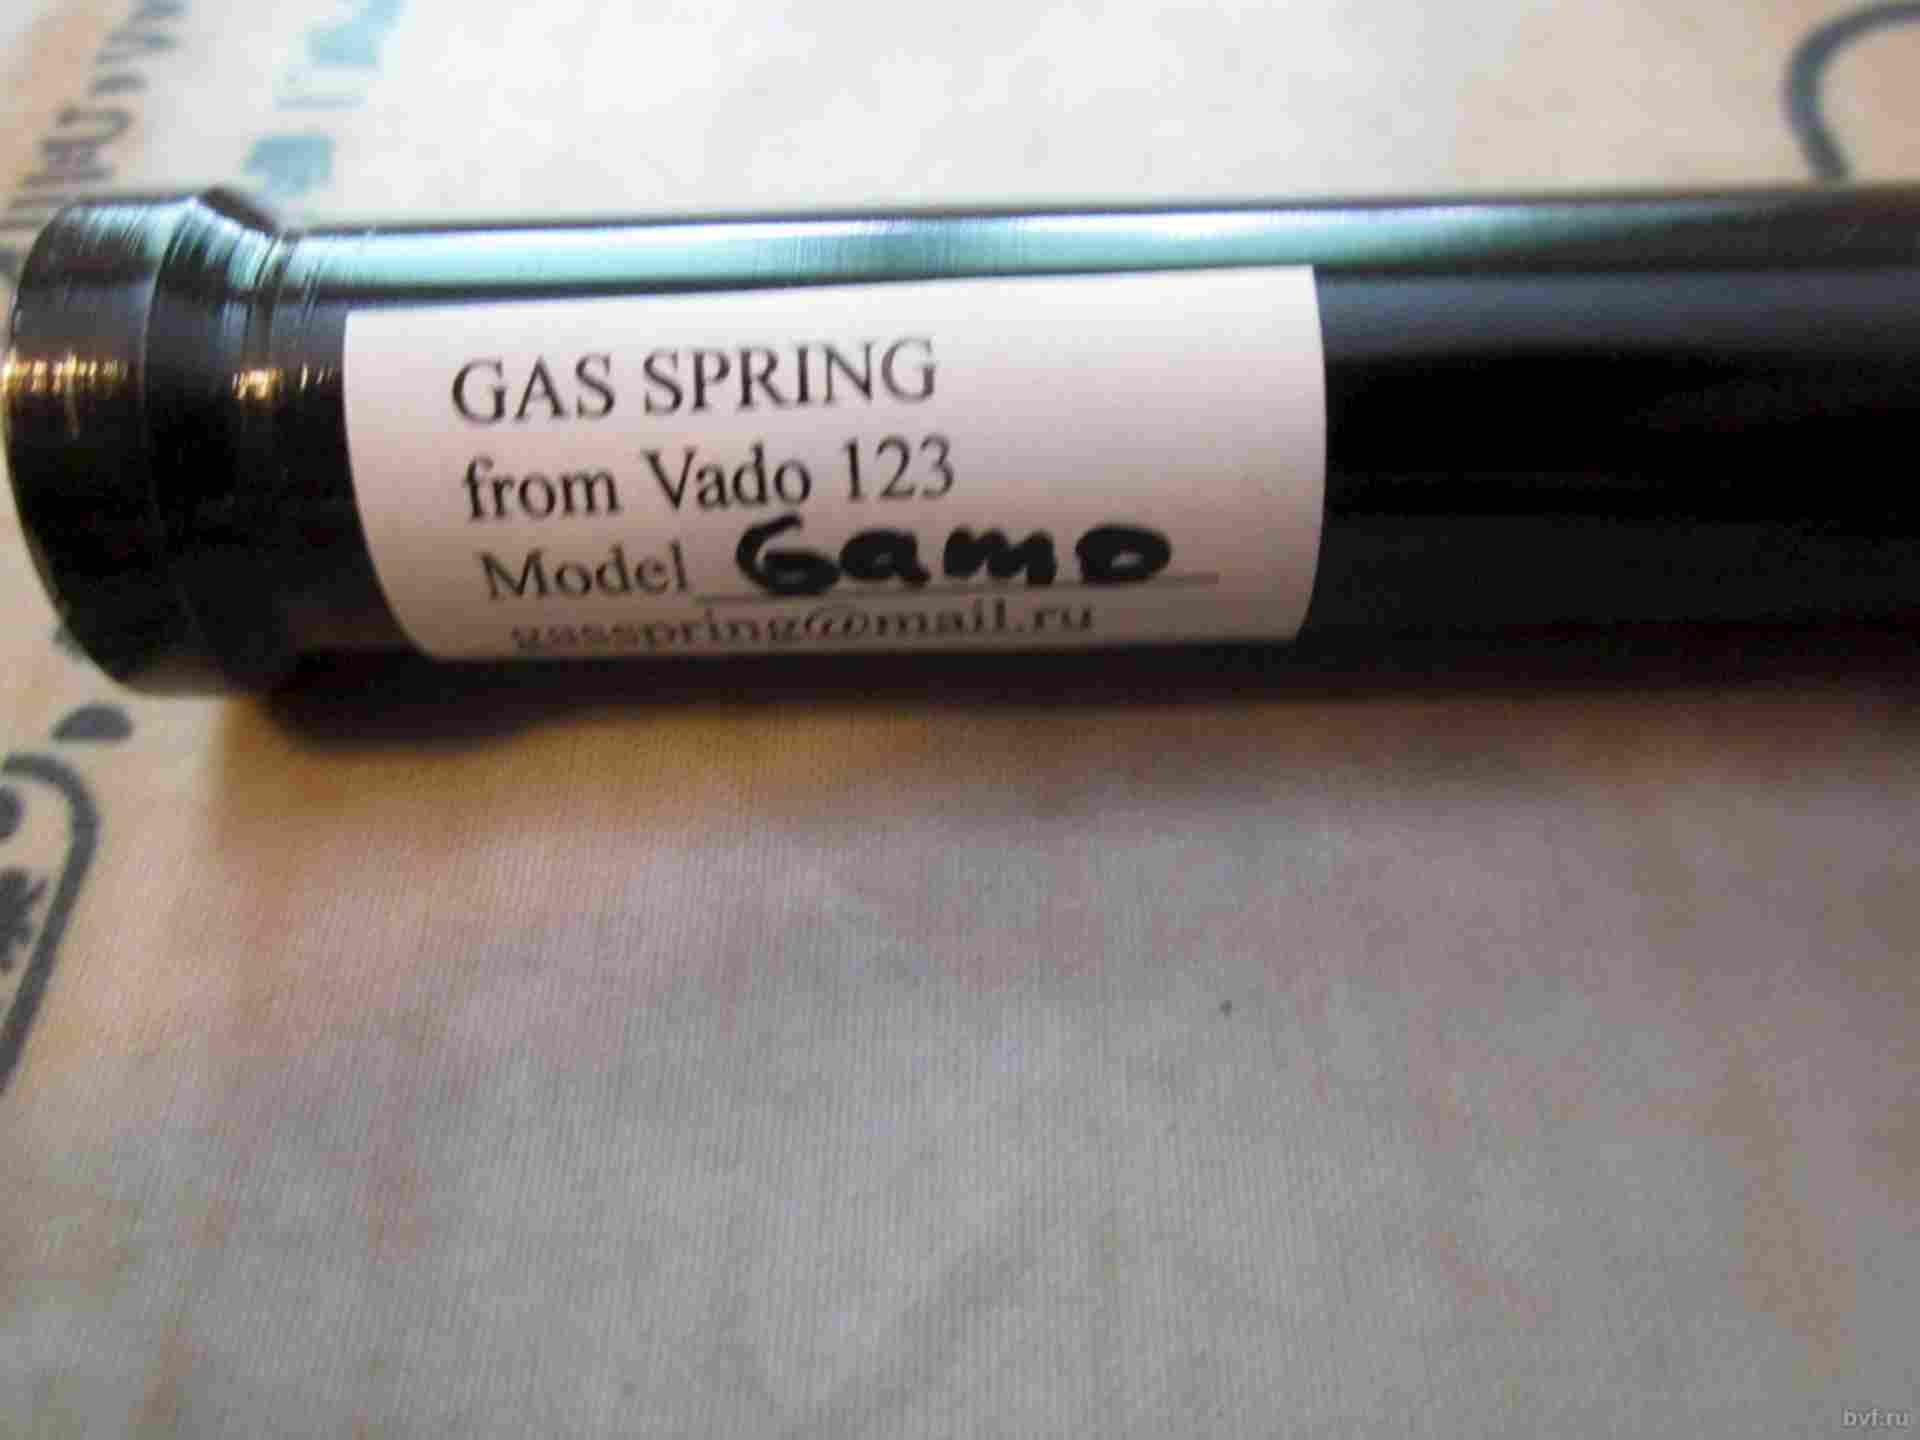 GAS SPRING
from Vado 123
Model Gamo
gasspring@mail.ru
bvf.ru